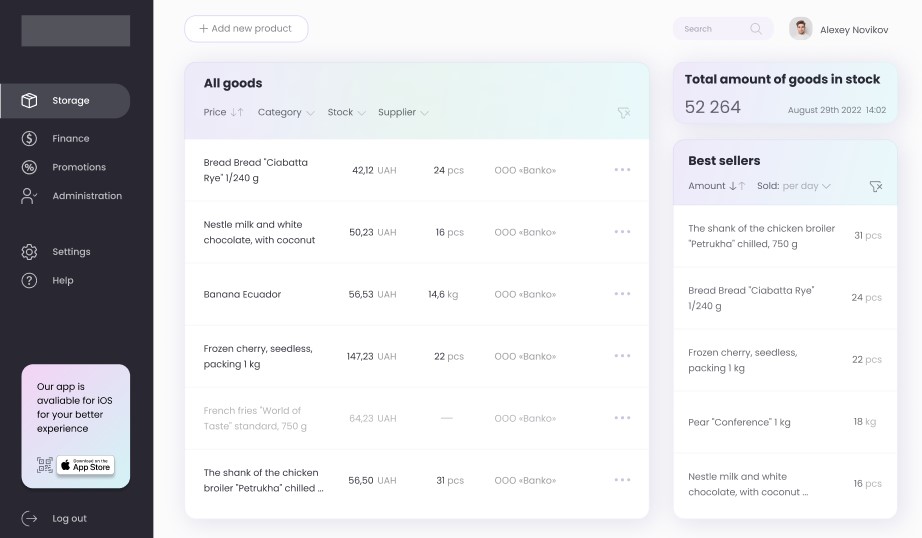 Storage
Finance
Promotions
Administration
Settings
Help
Our app is
avaliable for iOS
for your better
experience
Download on the
App Store
Log out
Add new product
Search
Alexey Novikov
All goods
Price Category Stock Supplier
Bread Bread "Ciabatta
Rye" 1/240 g
42,12 UAH 24 pcs OOO «Banko»
Nestle milk and white
chocolate, with coconut
50,23 UAH 16 pcs OOO «Banko»
Banana Ecuador 56,53 UAH 14,6 kg OOO «Banko»
Frozen cherry, seedless,
packing 1 kg
147,23 UAH 22 pcs OOO «Banko»
French fries "World of
Taste" standard, 750 g
64,23 UAH — OOO «Banko»
The shank of the chicken
broiler "Petrukha" chilled ...
56,50 UAH 31 pcs OOO «Banko»
Total amount of goods in stock
52 264 August 29th 2022 14:02
Best sellers
Amount Sold: per day
The shank of the chicken broiler
"Petrukha" chilled, 750 g
31 pcs
Bread Bread "Ciabatta Rye"
1/240 g
24 pcs
Frozen cherry, seedless,
packing 1 kg
22 pcs
Pear "Conference" 1 kg 18 kg
Nestle milk and white
chocolate, with coconut ...
16 pcs